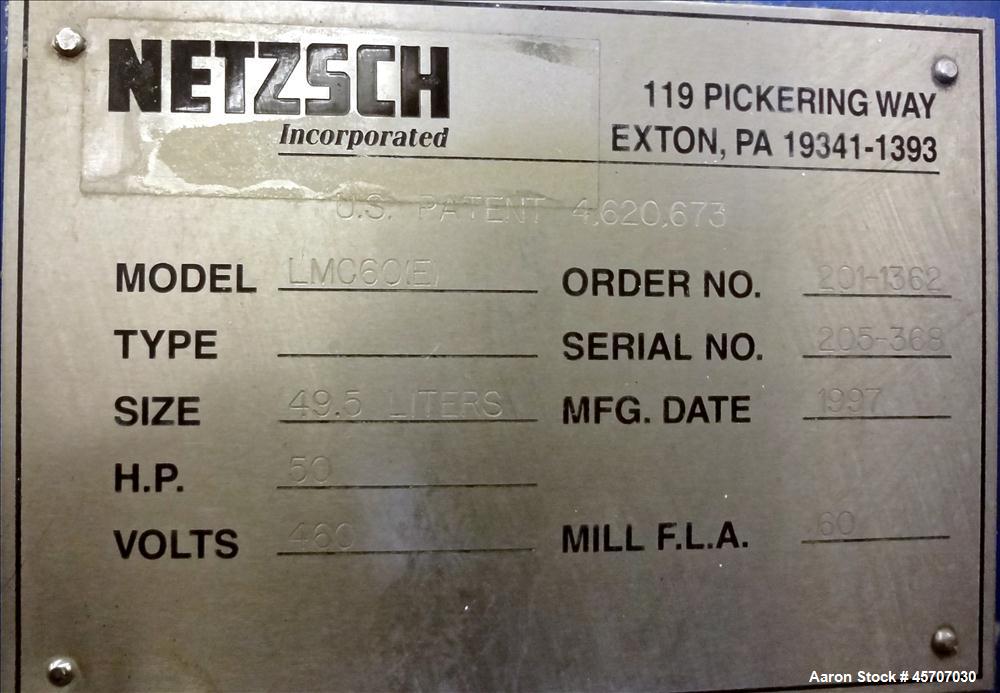 NETZSCH
Incorporated
119 PICKERING WAY
EXTON, PA 19341-1393
U.S. PATENT 4,620,673
MODEL LMC60(E) ORDER NO. 201-1362
TYPE SERIAL NO. 205-368
SIZE 49.5 LITERS MFG. DATE 1997
H.P. 50
VOLTS 460 MILL F.L.A. 60
Aaron Stock # 45707030